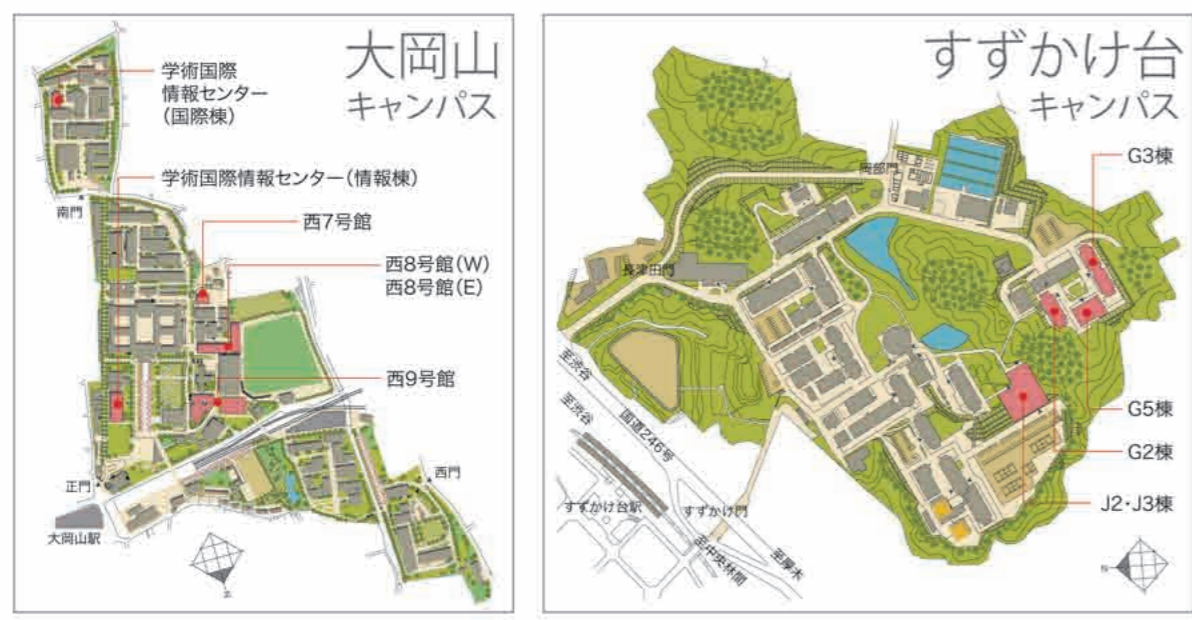 大岡山
キャンパス
学術国際
情報センター
(国際棟)
学術国際情報センター(情報棟)
南門
西7号館
西8号館(W)
西8号館(E)
西9号館
正門
西門
大岡山駅
N
すずかけ台
キャンパス
G3棟
岡部門
長津田門
至渋谷
至渋谷
国道246号
G5棟
G2棟
J2・J3棟
すずかけ台駅
すずかけ門
至中央林間
至厚木
N